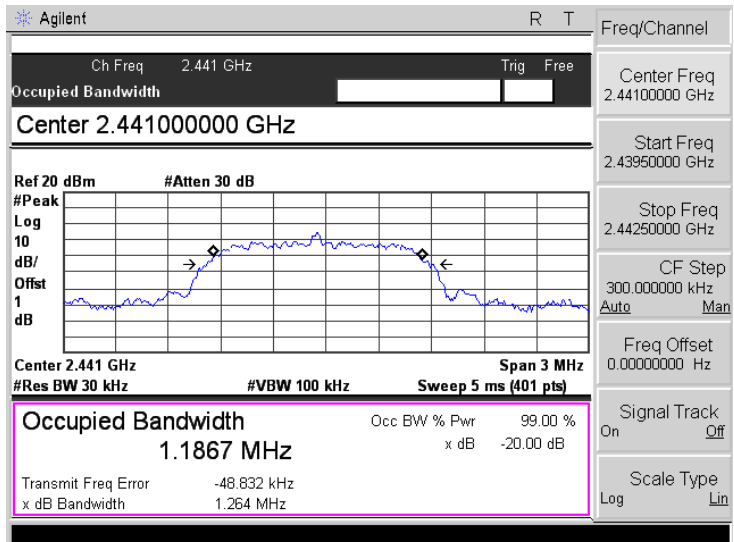 Agilent R T
Ch Freq 2.441 GHz Trig Free
Occupied Bandwidth
Center 2.441000000 GHz
Ref 20 dBm #Atten 30 dB
#Peak
Log
10
dB/
Offst
1
dB
Center 2.441 GHz Span 3 MHz
#Res BW 30 kHz #VBW 100 kHz Sweep 5 ms (401 pts)
Occupied Bandwidth Occ BW % Pwr 99.00 %
1.1867 MHz x dB -20.00 dB
Transmit Freq Error -48.832 kHz
x dB Bandwidth 1.264 MHz
Freq/Channel
Center Freq
2.44100000 GHz
Start Freq
2.43950000 GHz
Stop Freq
2.44250000 GHz
CF Step
300.000000 kHz
Auto Man
Freq Offset
0.00000000 Hz
Signal Track
On Off
Scale Type
Log Lin